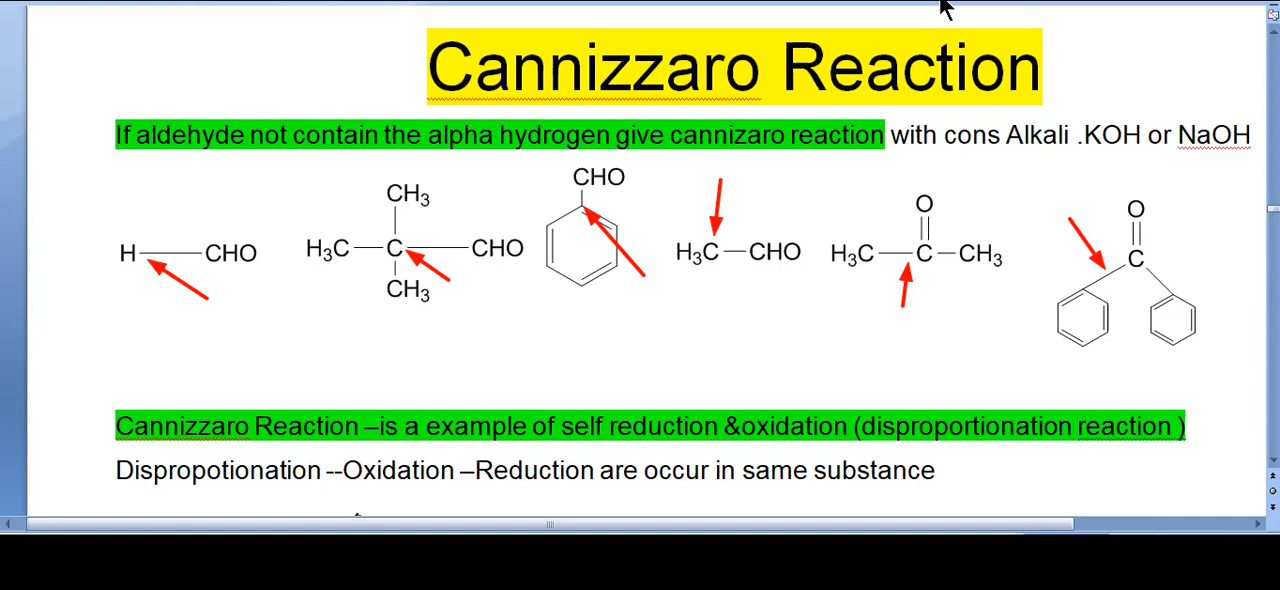 Cannizzaro Reaction
If aldehyde not contain the alpha hydrogen give cannizaro reaction with cons Alkali .KOH or NaOH
H—CHO
CH₃
H₃C—C—CHO
CH₃
CHO
H₃C—CHO
O
H₃C—C—CH₃
O
C
Cannizzaro Reaction –is a example of self reduction &oxidation (disproportionation reaction )
Dispropotionation --Oxidation –Reduction are occur in same substance